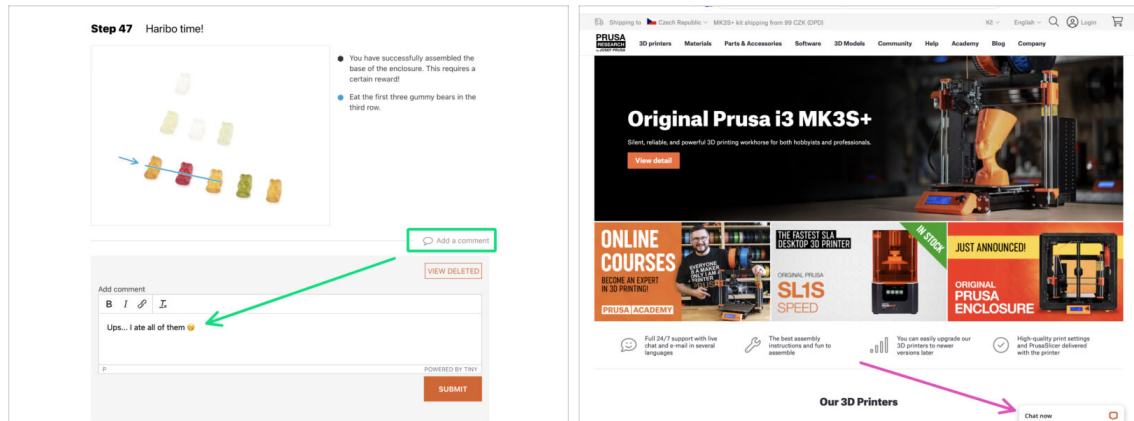 Step 47 Haribo time!
You have successfully assembled the
base of the enclosure. This requires a
certain reward!
Eat the first three gummy bears in the
third row.
Add a comment
VIEW DELETED
Add comment
B I
Ups... I ate all of them
P
POWERED BY TINY
SUBMIT
Shipping to Czech Republic MK3S+ kit shipping from 99 CZK (DPD)
Kč English Login
PRUSA
RESEARCH
by JOSEF PRUSA
3D printers Materials Parts & Accessories Software 3D Models Community Help Academy Blog Company
Original Prusa i3 MK3S+
Silent, reliable, and powerful 3D printing workhorse for both hobbyists and professionals.
View detail
ONLINE
COURSES
BECOME AN EXPERT
IN 3D PRINTING!
PRUSA ACADEMY
EVERYONE
IS A MAKER
THE FASTEST SLA
DESKTOP 3D PRINTER
ORIGINAL PRUSA
SL1S
SPEED
IN STOCK
JUST ANNOUNCED!
ORIGINAL
PRUSA
ENCLOSURE
Full 24/7 support with live
chat and e-mail in several
languages
The best assembly
instructions and fun to
assemble
You can easily upgrade our
3D printers to newer
versions later
High-quality print settings
and PrusaSlicer delivered
with the printer
Our 3D Printers
Chat now